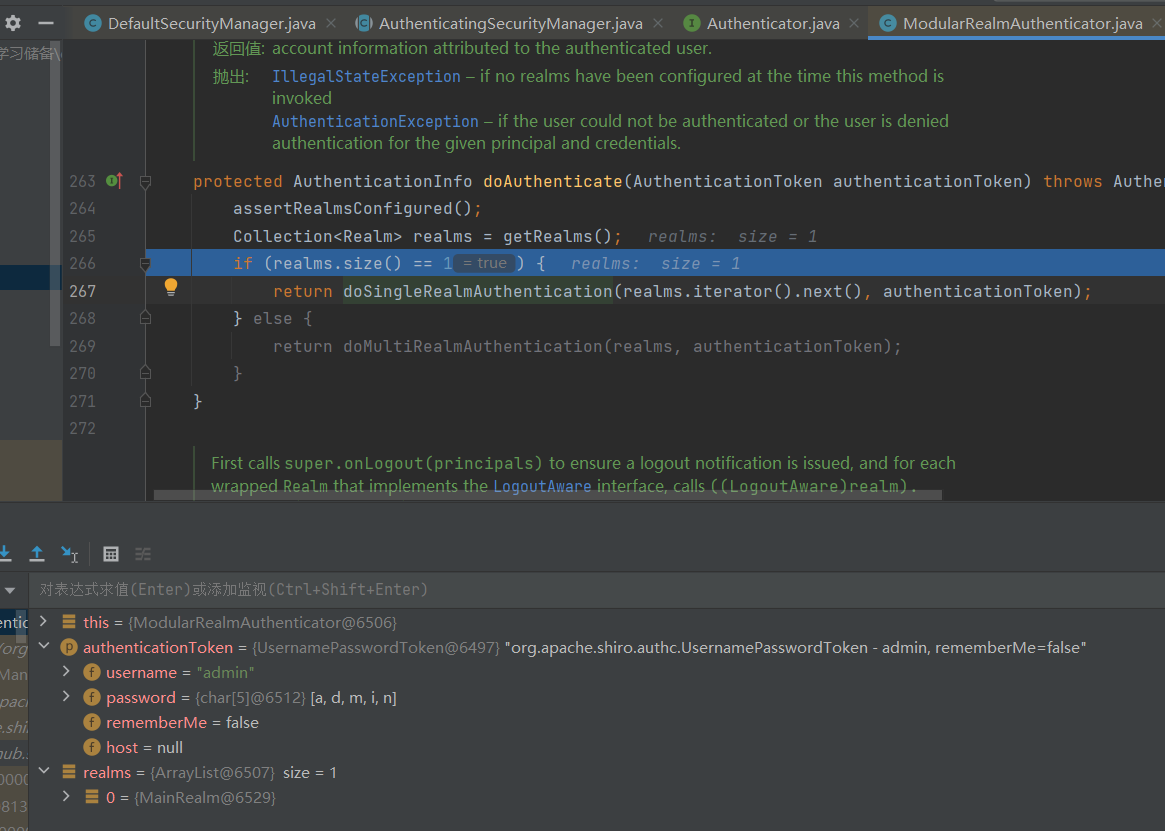 DefaultSecurityManager.java AuthenticatingSecurityManager.java Authenticator.java ModularRealmAuthenticator.java
学习储备\
返回值: account information attributed to the authenticated user.
抛出: IllegalStateException – if no realms have been configured at the time this method is
invoked
AuthenticationException – if the user could not be authenticated or the user is denied
authentication for the given principal and credentials.
263 protected AuthenticationInfo doAuthenticate(AuthenticationToken authenticationToken) throws Authe
264 assertRealmsConfigured();
265 Collection<Realm> realms = getRealms(); realms: size = 1
266 if (realms.size() == 1 = true ) { realms: size = 1
267 return doSingleRealmAuthentication(realms.iterator().next(), authenticationToken);
268 } else {
269 return doMultiRealmAuthentication(realms, authenticationToken);
270 }
271 }
272
First calls super.onLogout(principals) to ensure a logout notification is issued, and for each
wrapped Realm that implements the LogoutAware interface, calls ((LogoutAware)realm).
对表达式求值(Enter)或添加监视(Ctrl+Shift+Enter)
entic this = {ModularRealmAuthenticator@6506}
/org authenticationToken = {UsernamePasswordToken@6497} "org.apache.shiro.authc.UsernamePasswordToken - admin, rememberMe=false"
Man f username = "admin"
pac f password = {char[5]@6512} [a, d, m, i, n]
e.shi f rememberMe = false
hub.s f host = null
0000 realms = {ArrayList@6507} size = 1
0813 0 = {MainRealm@6529}